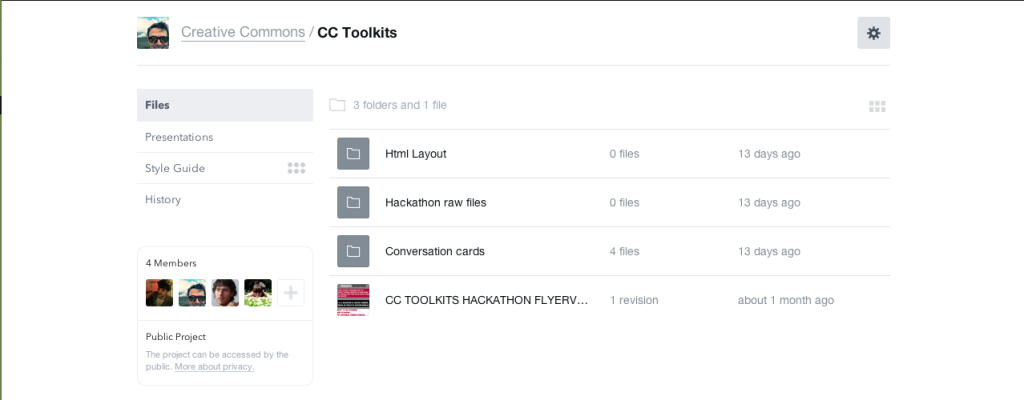 Creative Commons / CC Toolkits
Files
Presentations
Style Guide
History
4 Members
Public Project
The project can be accessed by the
public. More about privacy.
3 folders and 1 file
Html Layout 0 files 13 days ago
Hackathon raw files 0 files 13 days ago
Conversation cards 4 files 13 days ago
CC TOOLKITS HACKATHON FLYERV... 1 revision about 1 month ago